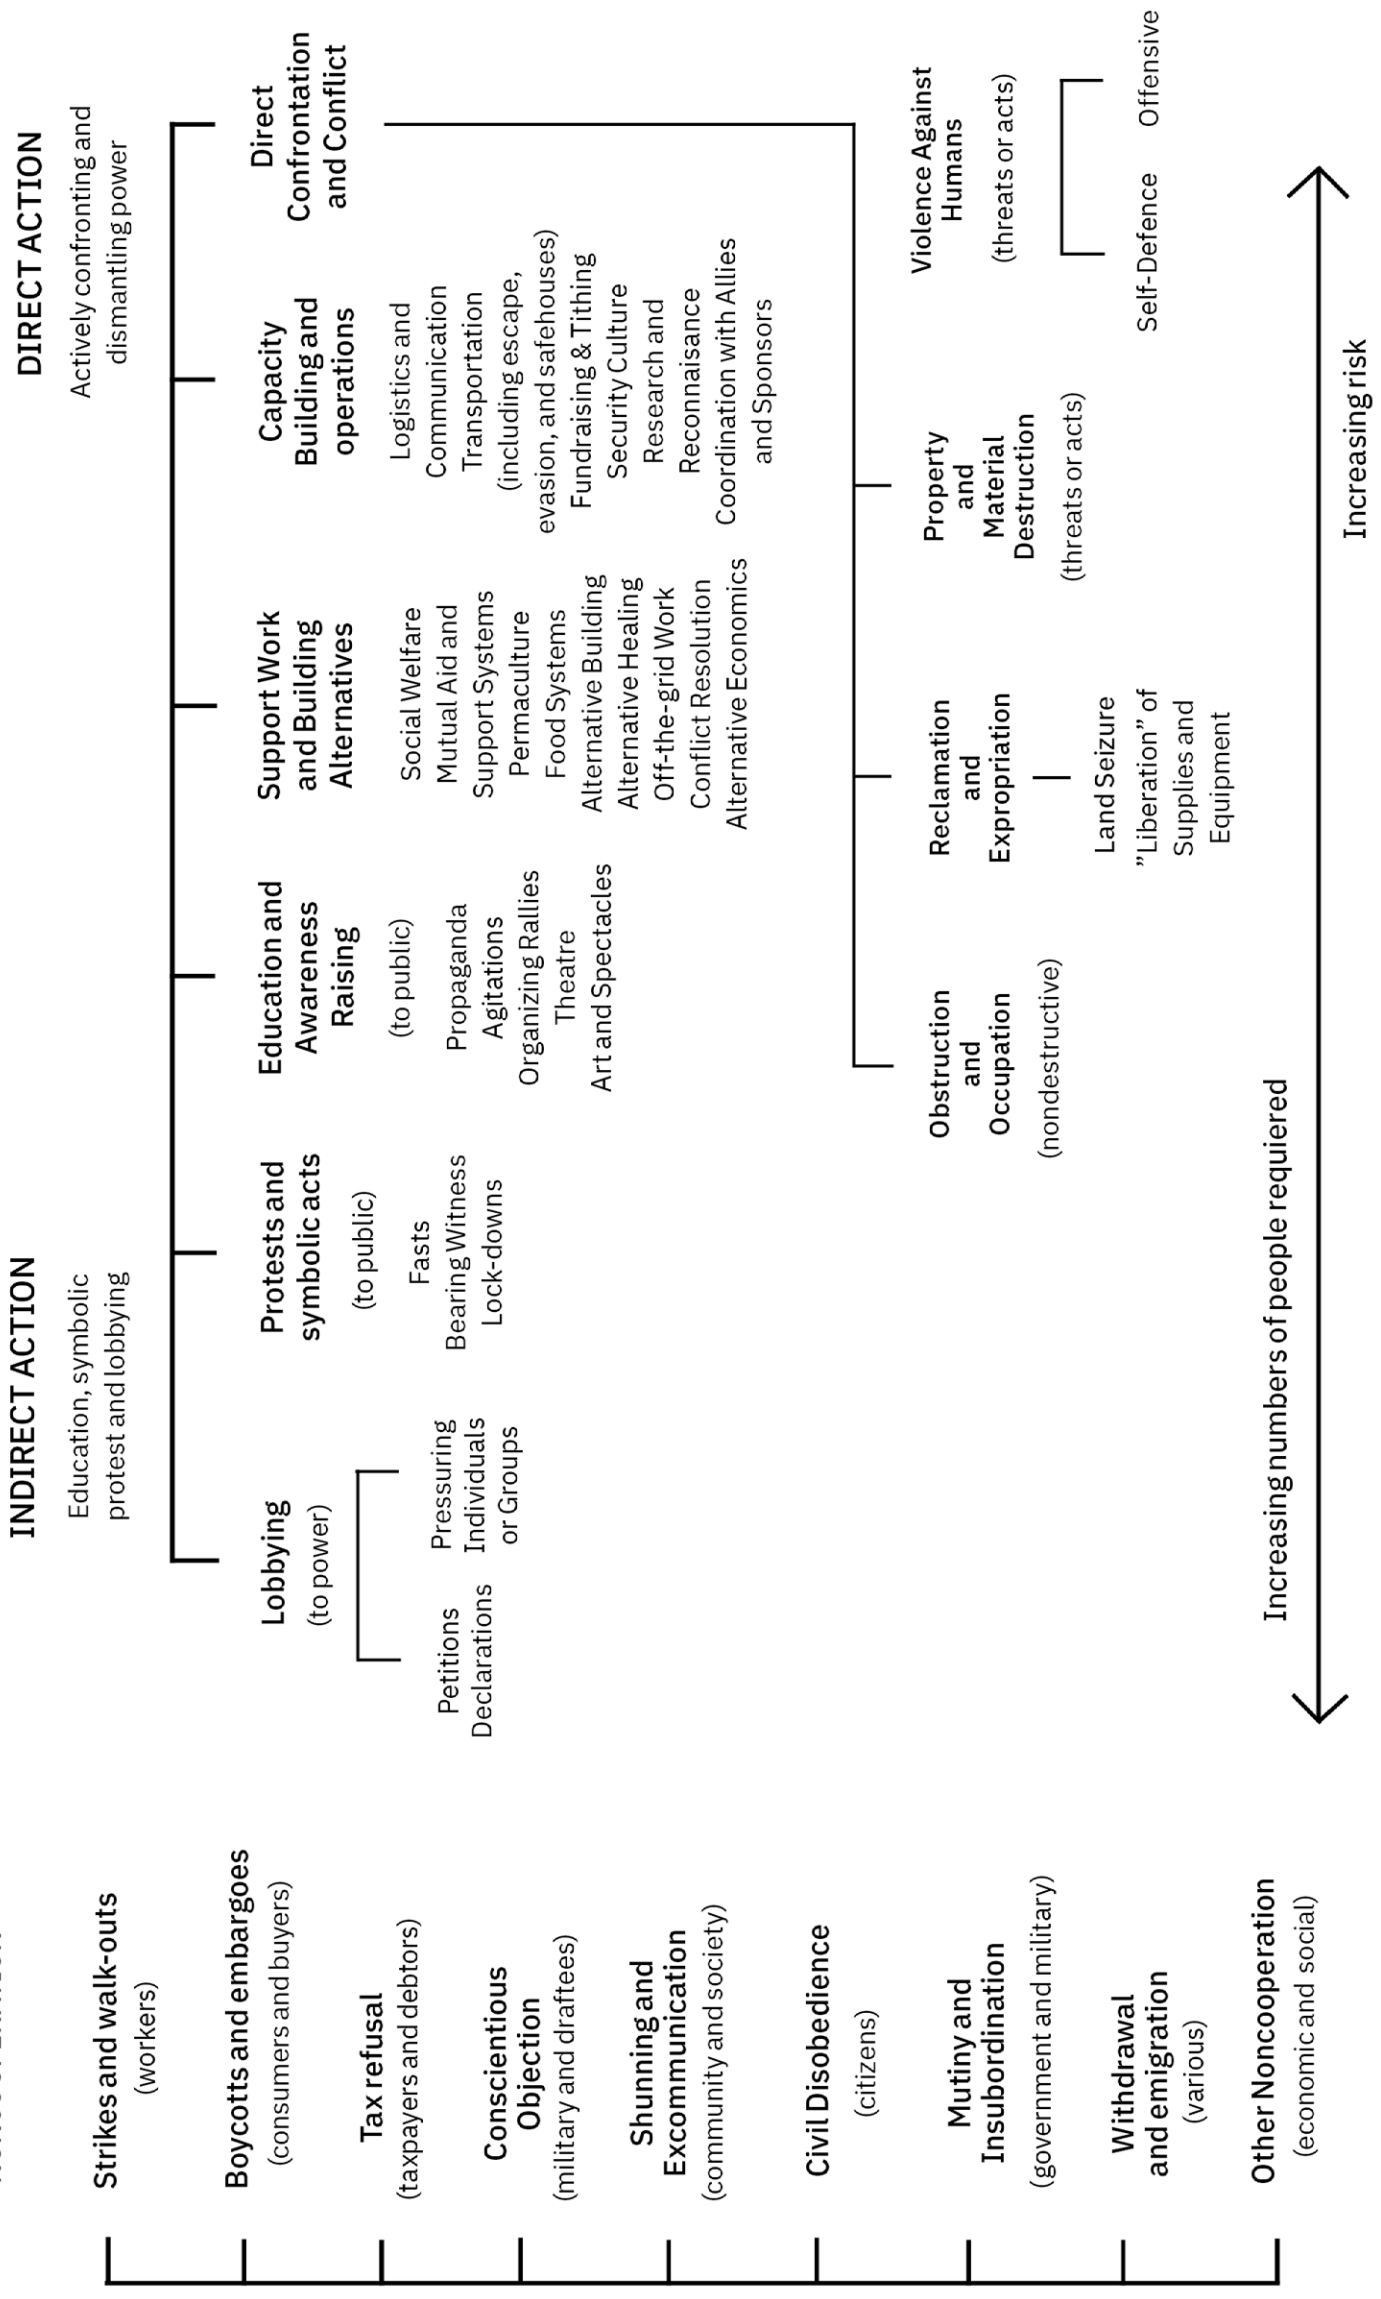 Strikes and walk-outs
(workers)
Boycotts and embargoes
(consumers and buyers)
Tax refusal
(taxpayers and debtors)
Conscientious
Objection
(military and draftees)
Shunning and
Excommunication
(community and society)
Civil Disobedience
(citizens)
Mutiny and
Insubordination
(government and military)
Withdrawal
and emigration
(various)
Other Noncooperation
(economic and social)
INDIRECT ACTION
Education, symbolic
protest and lobbying
DIRECT ACTION
Actively confronting and
dismantling power
Lobbying
(to power)
Petitions
Declarations
Pressuring
Individuals
or Groups
Protests and
symbolic acts
(to public)
Fasts
Bearing Witness
Lock-downs
Education and
Awareness
Raising
(to public)
Propaganda
Agitations
Organizing Rallies
Theatre
Art and Spectacles
Support Work
and Building
Alternatives
Social Welfare
Mutual Aid and
Support Systems
Permaculture
Food Systems
Alternative Building
Alternative Healing
Off-the-grid Work
Conflict Resolution
Alternative Economics
Capacity
Building and
operations
Logistics and
Communication
Transportation
(including escape,
evasion, and safehouses)
Fundraising & Tithing
Security Culture
Research and
Reconnaisance
Coordination with Allies
and Sponsors
Direct
Confrontation
and Conflict
Obstruction
and
Occupation
(nondestructive)
Reclamation
and
Expropriation
Land Seizure
”Liberation” of
Supplies and
Equipment
Property
and
Material
Destruction
(threats or acts)
Violence Against
Humans
(threats or acts)
Self-Defence
Offensive
Increasing numbers of people requiered
Increasing risk